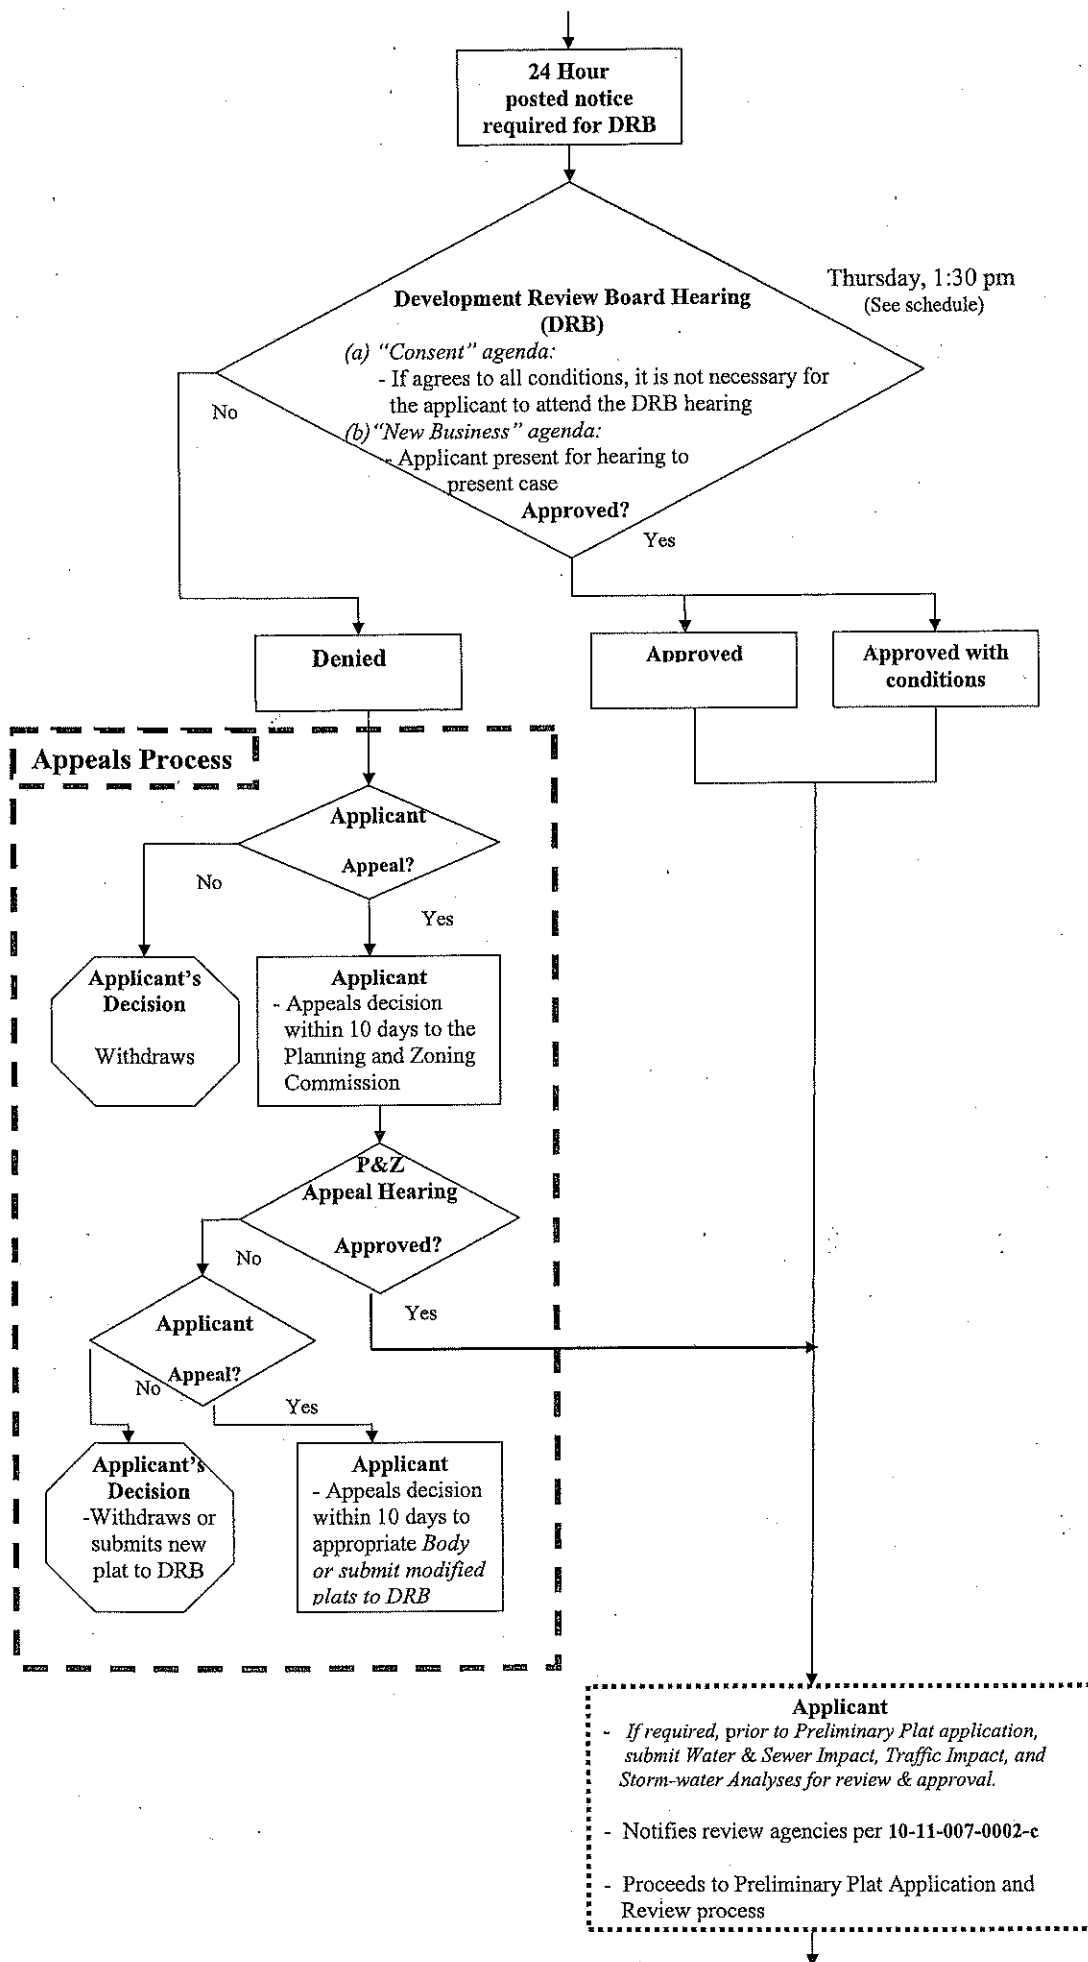 24 Hour
posted notice
required for DRB
Thursday, 1:30 pm
(See schedule)
Development Review Board Hearing
(DRB)
(a) "Consent" agenda:
- If agrees to all conditions, it is not necessary for
the applicant to attend the DRB hearing
(b) "New Business" agenda:
- Applicant present for hearing to
present case
Approved?
No
Yes
Denied
Approved
Approved with
conditions
Appeals Process
Applicant
Appeal?
No
Yes
Applicant's
Decision
Withdraws
Applicant
- Appeals decision
within 10 days to the
Planning and Zoning
Commission
P&Z
Appeal Hearing
Approved?
No
Yes
Applicant
Appeal?
No
Yes
Applicant's
Decision
-Withdraws or
submits new
plat to DRB
Applicant
- Appeals decision
within 10 days to
appropriate Body
or submit modified
plats to DRB
Applicant
- If required, prior to Preliminary Plat application,
submit Water & Sewer Impact, Traffic Impact, and
Storm-water Analyses for review & approval.
- Notifies review agencies per 10-11-007-0002-c
- Proceeds to Preliminary Plat Application and
Review process